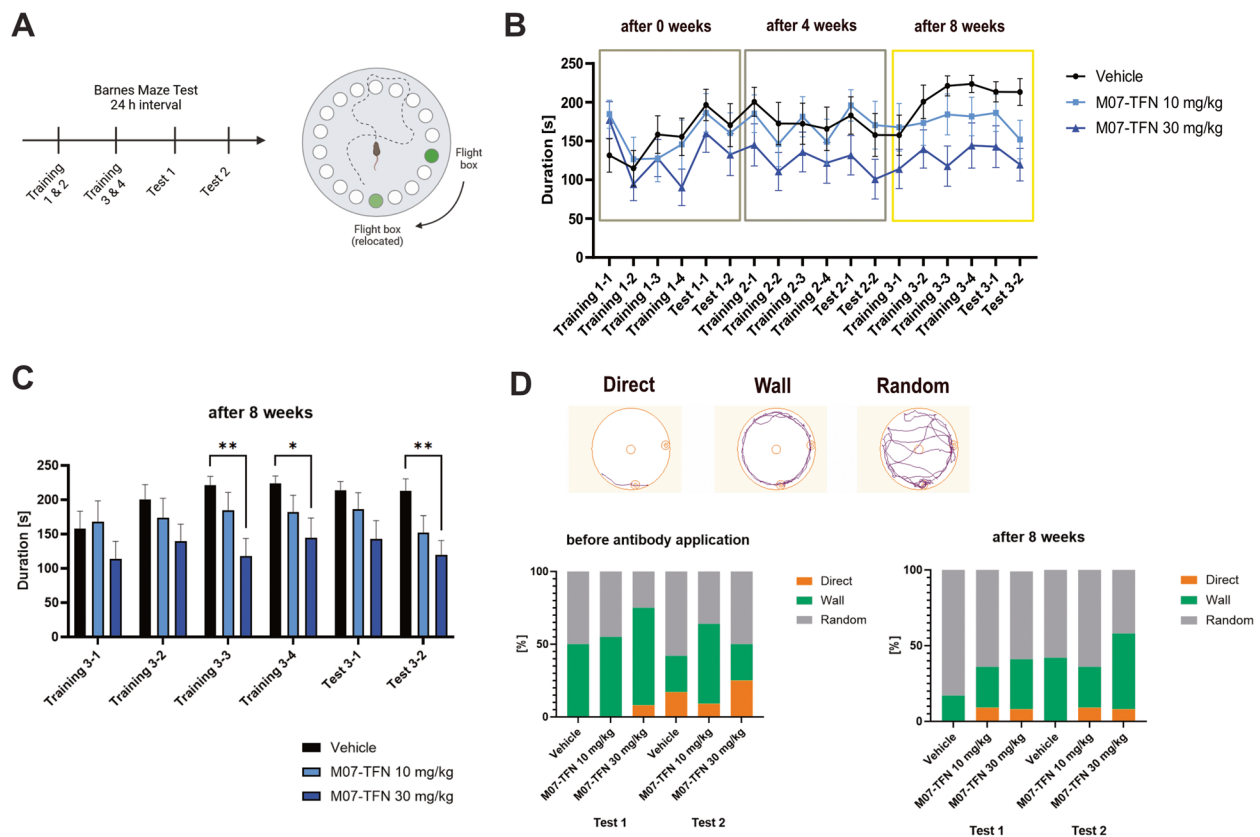 A
Barnes Maze Test
24 h interval
Training
1 & 2
Training
3 & 4
Test 1
Test 2
Flight
box
Flight box
(relocated)
B
after 0 weeks
after 4 weeks
after 8 weeks
Duration [s]
250
200
150
100
50
0
Training 1-1
Training 1-2
Training 1-3
Training 1-4
Test 1-1
Test 1-2
Training 2-1
Training 2-2
Training 2-3
Training 2-4
Test 2-1
Test 2-2
Training 3-1
Training 3-2
Training 3-3
Training 3-4
Test 3-1
Test 3-2
Vehicle
M07-TFN 10 mg/kg
M07-TFN 30 mg/kg
C
after 8 weeks
** * **
Duration [s]
250
200
150
100
50
0
Training 3-1
Training 3-2
Training 3-3
Training 3-4
Test 3-1
Test 3-2
Vehicle
M07-TFN 10 mg/kg
M07-TFN 30 mg/kg
D
Direct
Wall
Random
before antibody application
[%]
100
50
0
Vehicle
M07-TFN 10 mg/kg
M07-TFN 30 mg/kg
Vehicle
M07-TFN 10 mg/kg
M07-TFN 30 mg/kg
Test 1
Test 2
Direct
Wall
Random
after 8 weeks
[%]
100
50
0
Vehicle
M07-TFN 10 mg/kg
M07-TFN 30 mg/kg
Vehicle
M07-TFN 10 mg/kg
M07-TFN 30 mg/kg
Test 1
Test 2
Direct
Wall
Random